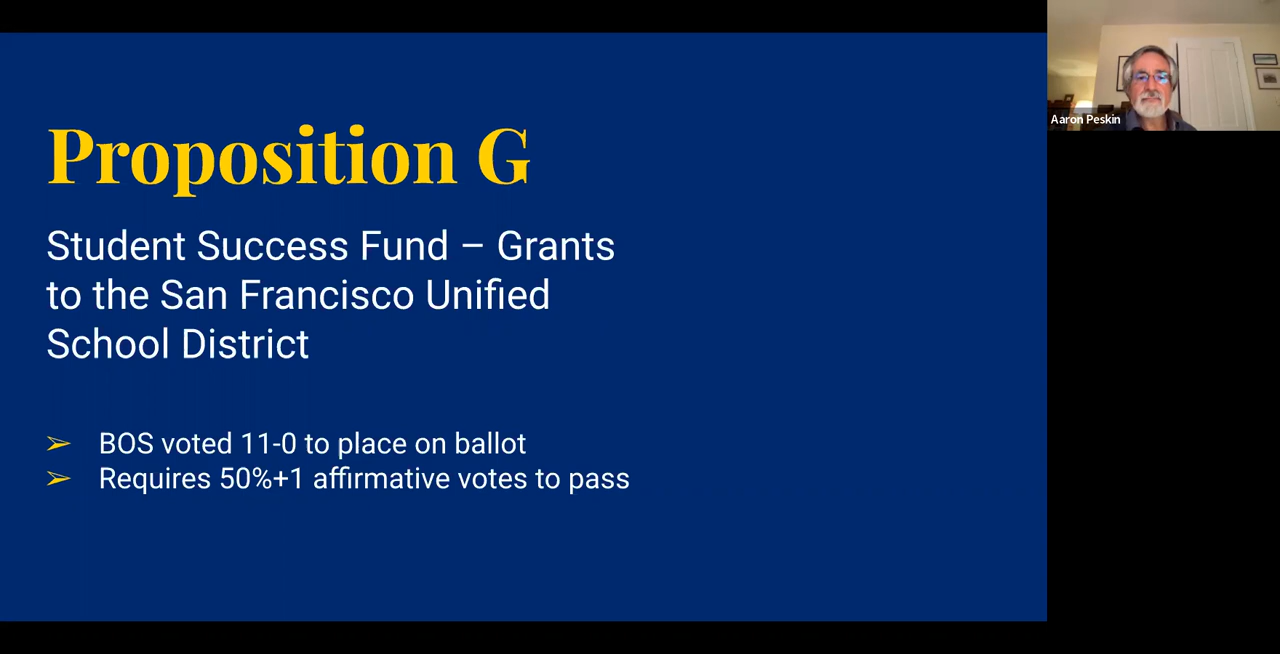 Proposition G
Student Success Fund – Grants
to the San Francisco Unified
School District
➢ BOS voted 11-0 to place on ballot
➢ Requires 50%+1 affirmative votes to pass
Aaron Peskin